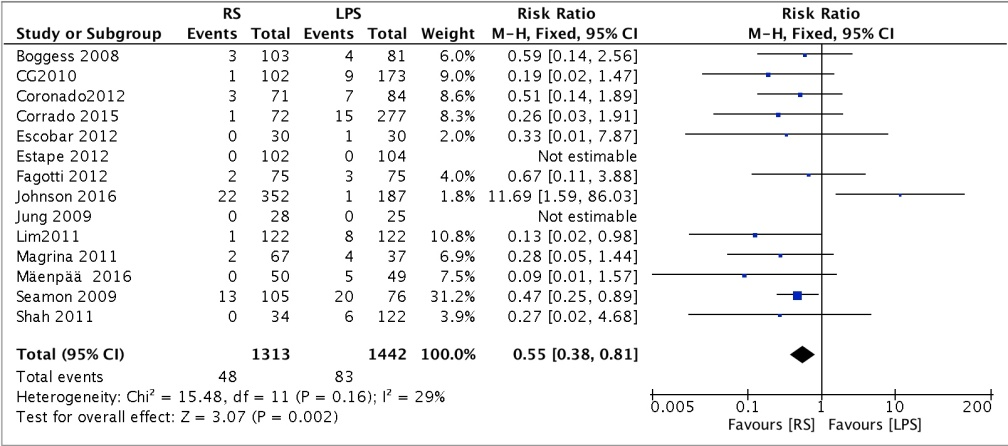 RS LPS Risk Ratio Risk Ratio
Study or Subgroup Events Total Events Total Weight M-H, Fixed, 95% CI M-H, Fixed, 95% CI
Boggess 2008 3 103 4 81 6.0% 0.59 [0.14, 2.56]
CG2010 1 102 9 173 6.9% 0.19 [0.02, 1.47]
Coronado2012 3 71 7 84 8.6% 0.51 [0.14, 1.89]
Corrado 2015 1 72 15 277 8.3% 0.26 [0.03, 1.91]
Escobar 2012 0 30 1 30 2.0% 0.33 [0.01, 7.87]
Estape 2012 0 102 0 104 Not estimable
Fagotti 2012 2 75 3 75 4.0% 0.67 [0.11, 3.88]
Johnson 2016 22 352 1 187 1.8% 11.69 [1.59, 86.03]
Jung 2009 0 28 0 25 Not estimable
Lim2011 1 122 8 122 10.8% 0.13 [0.02, 0.98]
Magrina 2011 2 67 4 37 6.9% 0.28 [0.05, 1.44]
Mäenpää 2016 0 50 5 49 7.5% 0.09 [0.01, 1.57]
Seamon 2009 13 105 20 76 31.2% 0.47 [0.25, 0.89]
Shah 2011 0 34 6 122 3.9% 0.27 [0.02, 4.68]
Total (95% CI) 1313 1442 100.0% 0.55 [0.38, 0.81]
Total events 48 83
Heterogeneity: Chi² = 15.48, df = 11 (P = 0.16); I² = 29%
Test for overall effect: Z = 3.07 (P = 0.002)
0.005 0.1 1 10 200
Favours [RS] Favours [LPS]